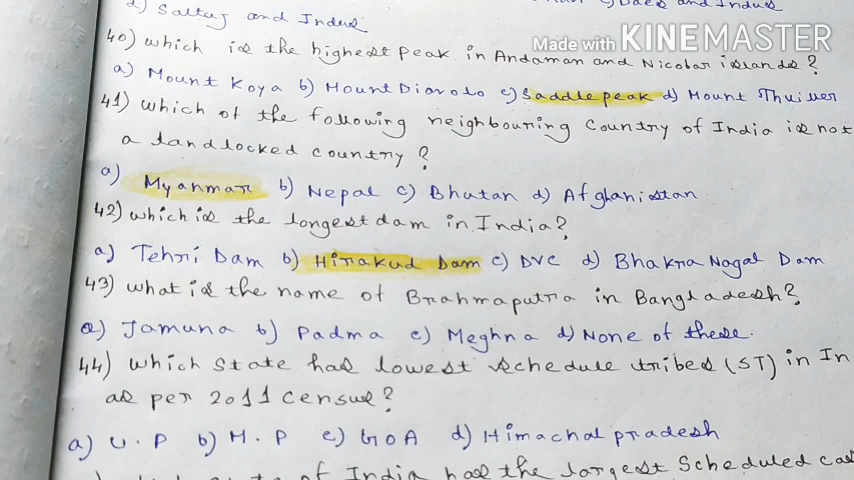 d) Saltaj and Indus
Made with KINEMASTER
40) which is the highest peak in Andaman and Nicobar islands?
a) Mount Koya b) Mount Diavolo c) Saddle peak d) Mount Thuiller
41) which of the following neighbouring country of India is not
a landlocked country?
a) Myanmar b) Nepal c) Bhutan d) Afghanistan
42) which is the longest dam in India?
a) Tehri Dam b) Hirakud Dam c) DVC d) Bhakra Nagal Dam
43) what is the name of Brahmaputra in Bangladesh?
a) Jamuna b) Padma c) Meghna d) None of these.
44) which State has lowest schedule tribes (ST) in In
as per 2011 census?
a) U.P b) M.P c) GOA d) Himachal pradesh
of India has the largest Scheduled cas